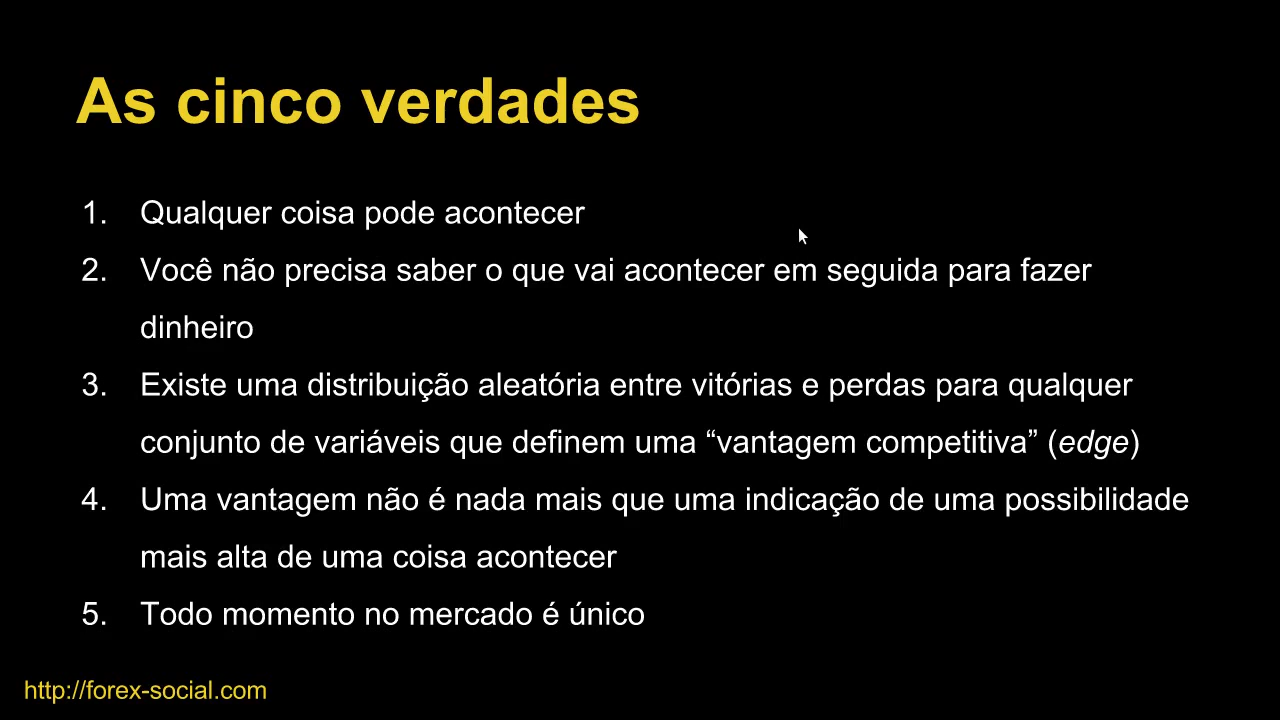 As cinco verdades
1. Qualquer coisa pode acontecer
2. Você não precisa saber o que vai acontecer em seguida para fazer
dinheiro
3. Existe uma distribuição aleatória entre vitórias e perdas para qualquer
conjunto de variáveis que definem uma “vantagem competitiva” (edge)
4. Uma vantagem não é nada mais que uma indicação de uma possibilidade
mais alta de uma coisa acontecer
5. Todo momento no mercado é único
http://forex-social.com